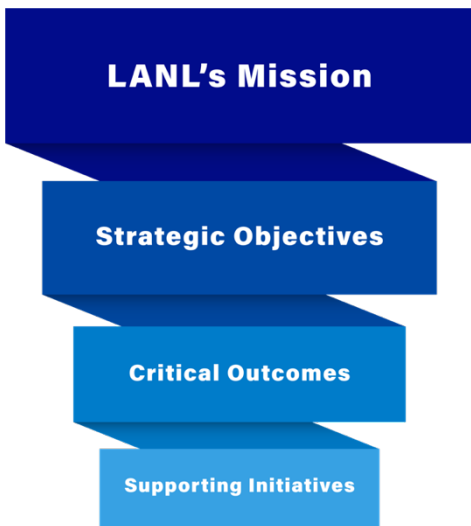 LANL’s Mission
Strategic Objectives
Critical Outcomes
Supporting Initiatives